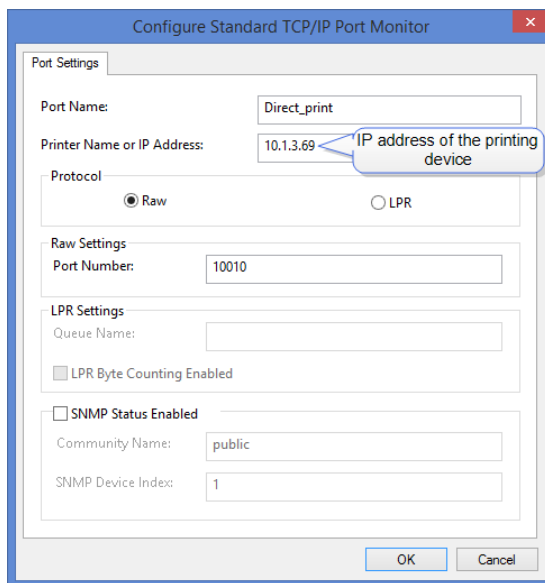 Configure Standard TCP/IP Port Monitor
Port Settings
Port Name:
Direct_print
Printer Name or IP Address:
10.1.3.69
IP address of the printing
device
Protocol
Raw
LPR
Raw Settings
Port Number:
10010
LPR Settings
Queue Name:
LPR Byte Counting Enabled
SNMP Status Enabled
Community Name:
public
SNMP Device Index:
1
OK
Cancel